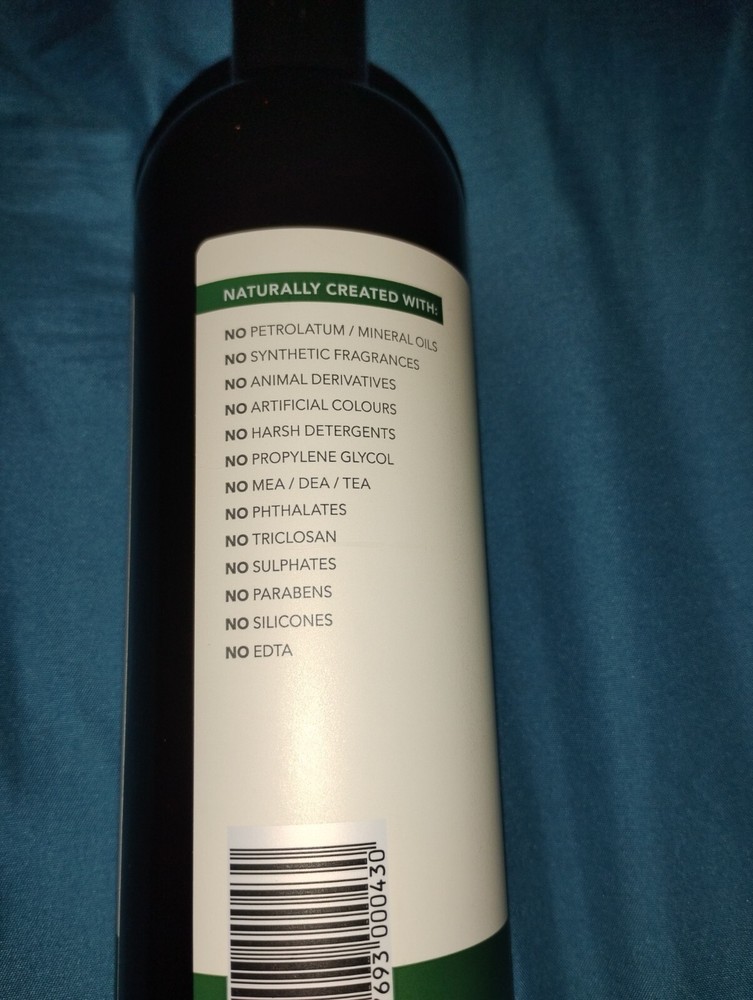 NATURALLY CREATED WITH:
NO PETROLATUM / MINERAL OILS
NO SYNTHETIC FRAGRANCES
NO ANIMAL DERIVATIVES
NO ARTIFICIAL COLOURS
NO HARSH DETERGENTS
NO PROPYLENE GLYCOL
NO MEA / DEA / TEA
NO PHTHALATES
NO TRICLOSAN
NO SULPHATES
NO PARABENS
NO SILICONES
NO EDTA
000430